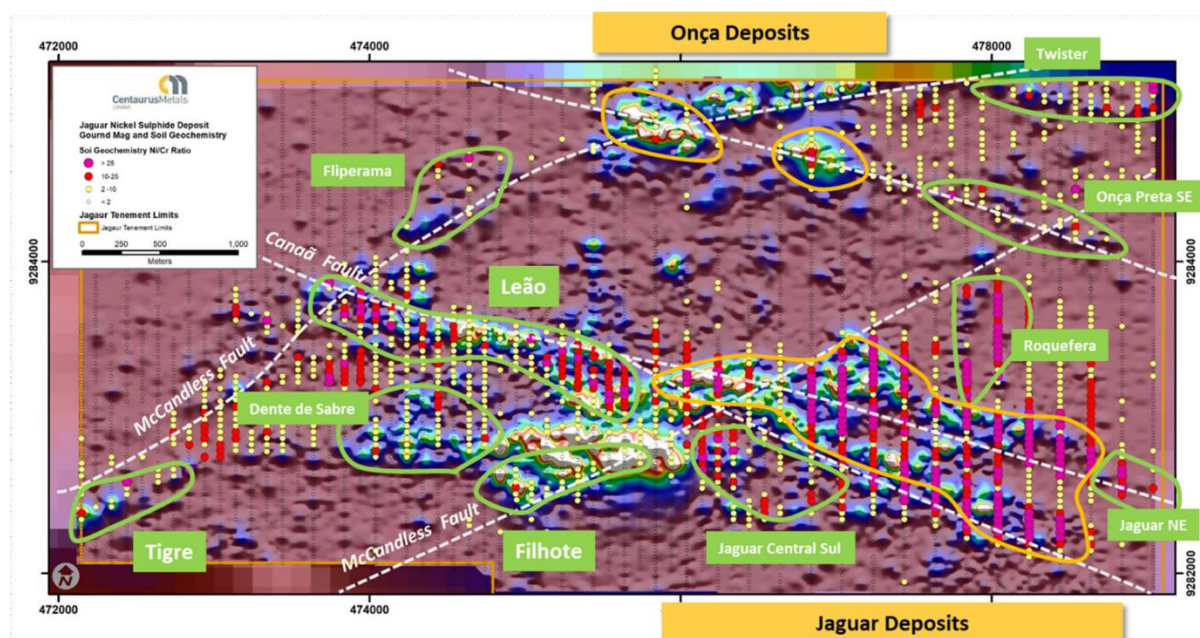 Onça Deposits
472000
474000
478000
Twister
CentaurusMetals
Limited
Jaguar Nickel Sulphide Deposit
Gournd Mag and Soil Geochemistry
Soi Geochemistry Ni/Cr Ratio
> 25
10-25
2 -10
< 2
Jagaur Tenement Limits
Jagaur Tenement Limits
0 250 500 1,000
Meters
Fliperama
Onça Preta SE
9284000
9284000
Canaã Fault
Leão
Roquefera
McCandless Fault
Dente de Sabre
Tigre
McCandless Fault
Filhote
Jaguar Central Sul
Jaguar NE
9282000
N
472000
474000
478000
Jaguar Deposits